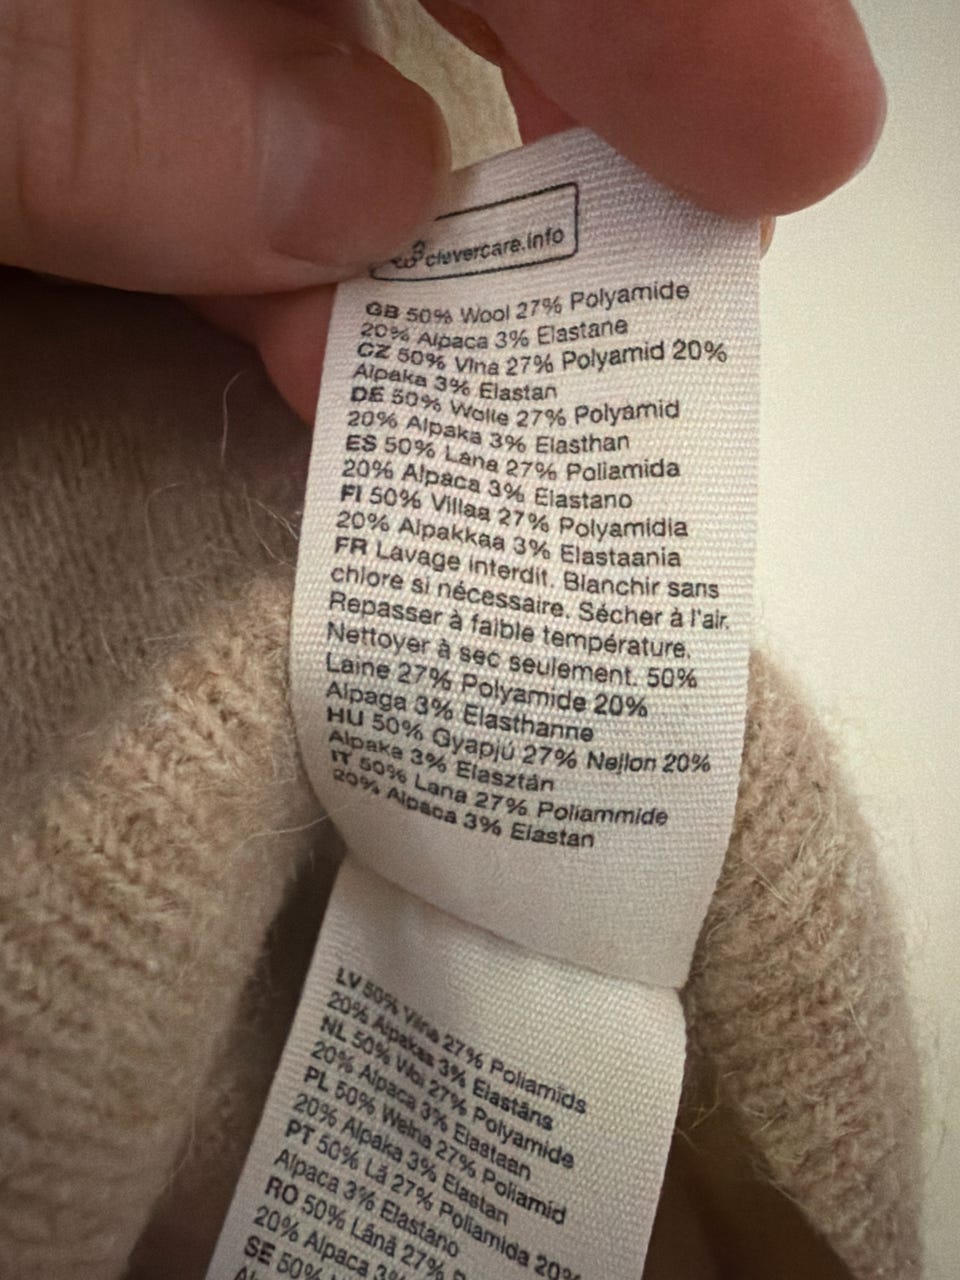 clevercare.info
GB 50% Wool 27% Polyamide
20% Alpaca 3% Elastane
CZ 50% Vlna 27% Polyamid 20%
Alpaka 3% Elastan
DE 50% Wolle 27% Polyamid
20% Alpaka 3% Elasthan
ES 50% Lana 27% Poliamida
20% Alpaca 3% Elastano
FI 50% Villaa 27% Polyamidia
20% Alpakkaa 3% Elastaania
FR Lavage interdit. Blanchir sans
chlore si nécessaire. Sécher à l'air.
Repasser à faible température.
Nettoyer à sec seulement. 50%
Laine 27% Polyamide 20%
Alpaga 3% Elasthanne
HU 50% Gyapjú 27% Nejlon 20%
Alpaka 3% Elasztán
IT 50% Lana 27% Poliammide
20% Alpaca 3% Elastan
LV 50% Vilna 27% Poliamīds
20% Alpakas 3% Elastāns
NL 50% Wol 27% Polyamide
20% Alpaca 3% Elastaan
PL 50% Wełna 27% Poliamid
20% Alpaka 3% Elastan
PT 50% Lã 27% Poliamida 20%
Alpaca 3% Elastano
RO 50% Lână 27%
20% Alpaca 3%
SE 50%